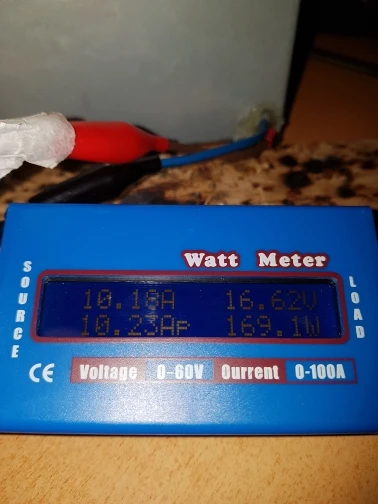 Watt Meter
SOURCE
10.18A 16.62V
10.23Ap 169.1W
LOAD
CE Voltage 0-60V Current 0-100A